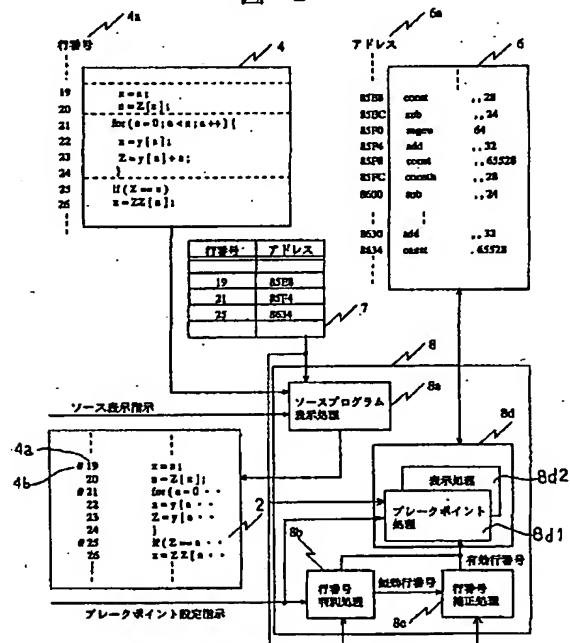 図
4a
行番号
4
19 x=a;
20 s=Z[x];
21 for(a=0;a<x;a++){
22 x=y[a];
23 Z=y[a]+a;
24 }
25 if(Z==x)
26 x=ZZ[a];
6a
アドレス
6
85E8 const ,,28
85EC sub ,,24
85F0 64
85F4 add ,,32
85F8 const ,,65528
85FC consth ,,28
8600 sub ,,24
8630 add ,,32
8634 const ,65528
行番号 アドレス
19 85E8
21 85F4
25 8634
7
8
ソースプログラム
表示処理
8a
ソース表示指示
8d
表示処理
8d2
ブレークポイント
処理
8d1
4a
4b
#19 x=a;
20 s=Z[x];
#21 for(a=0・・
22 x=y[a・・
23 Z=y[a・・
24 }
#25 if(Z==x・・
26 x=ZZ[a・・
2
8b
有効行番号
行番号
判別処理
無効行番号
行番号
補正処理
8c
ブレークポイント設定指示